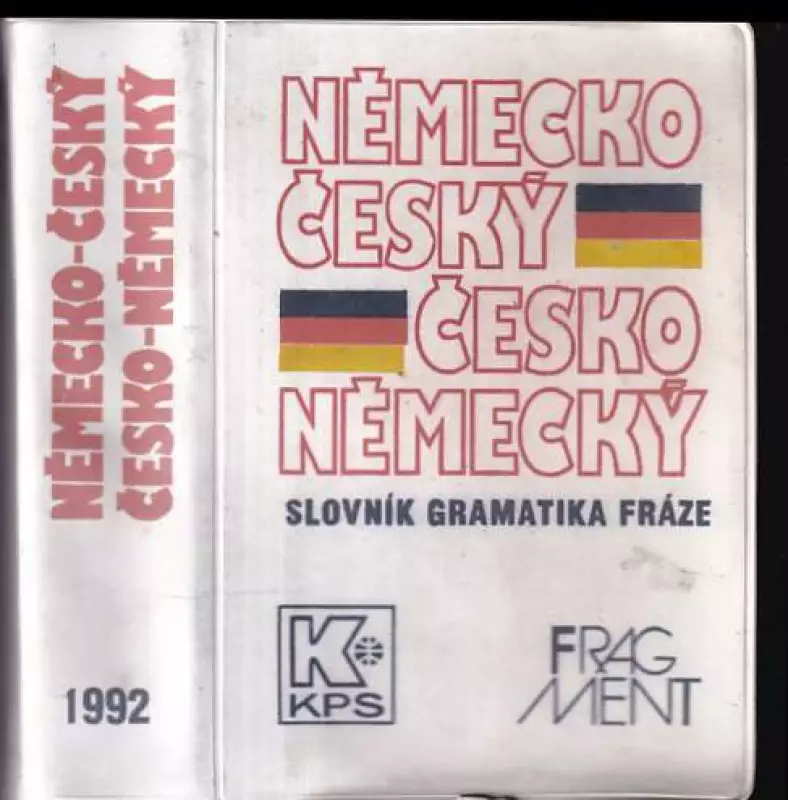 NĚMECKO-ČESKÝ
ČESKO-NĚMECKÝ
1992
NĚMECKO
ČESKÝ
ČESKO
NĚMECKÝ
SLOVNÍK GRAMATIKA FRÁZE
K
KPS
FRAG
MENT